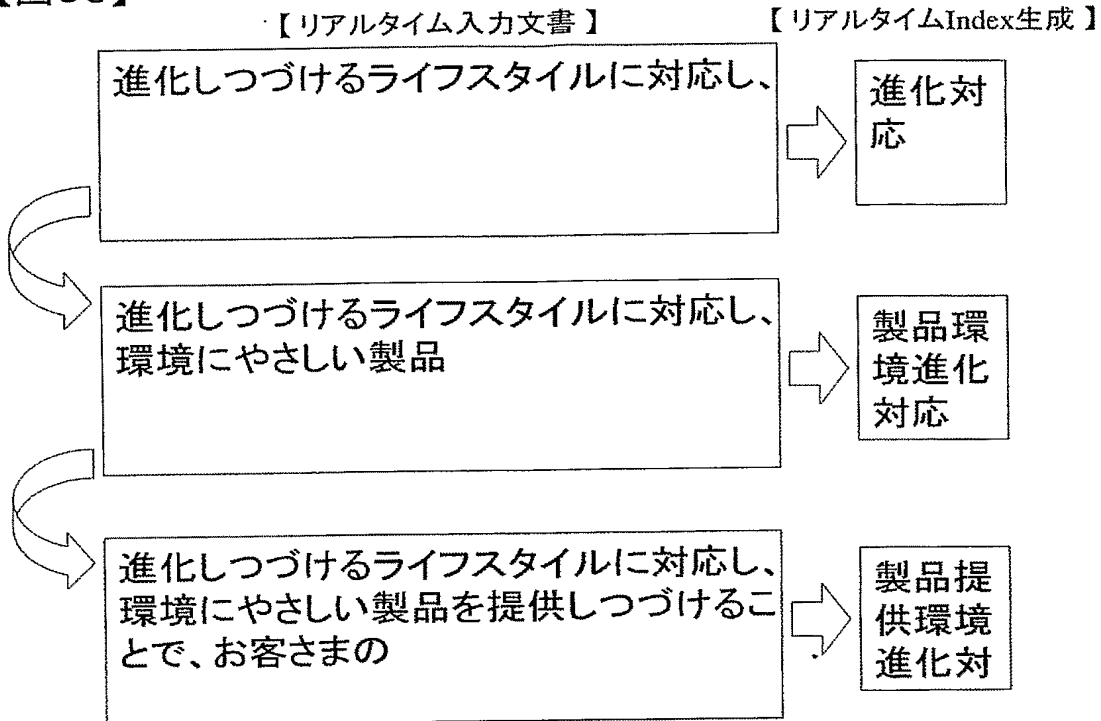 【リアルタイム入力文書】
【リアルタイムIndex生成】
進化しつづけるライフスタイルに対応し、
進化対
応
進化しつづけるライフスタイルに対応し、
環境にやさしい製品
製品環
境進化
対応
進化しつづけるライフスタイルに対応し、
環境にやさしい製品を提供しつづけるこ
とで、お客さまの
製品提
供環境
進化対